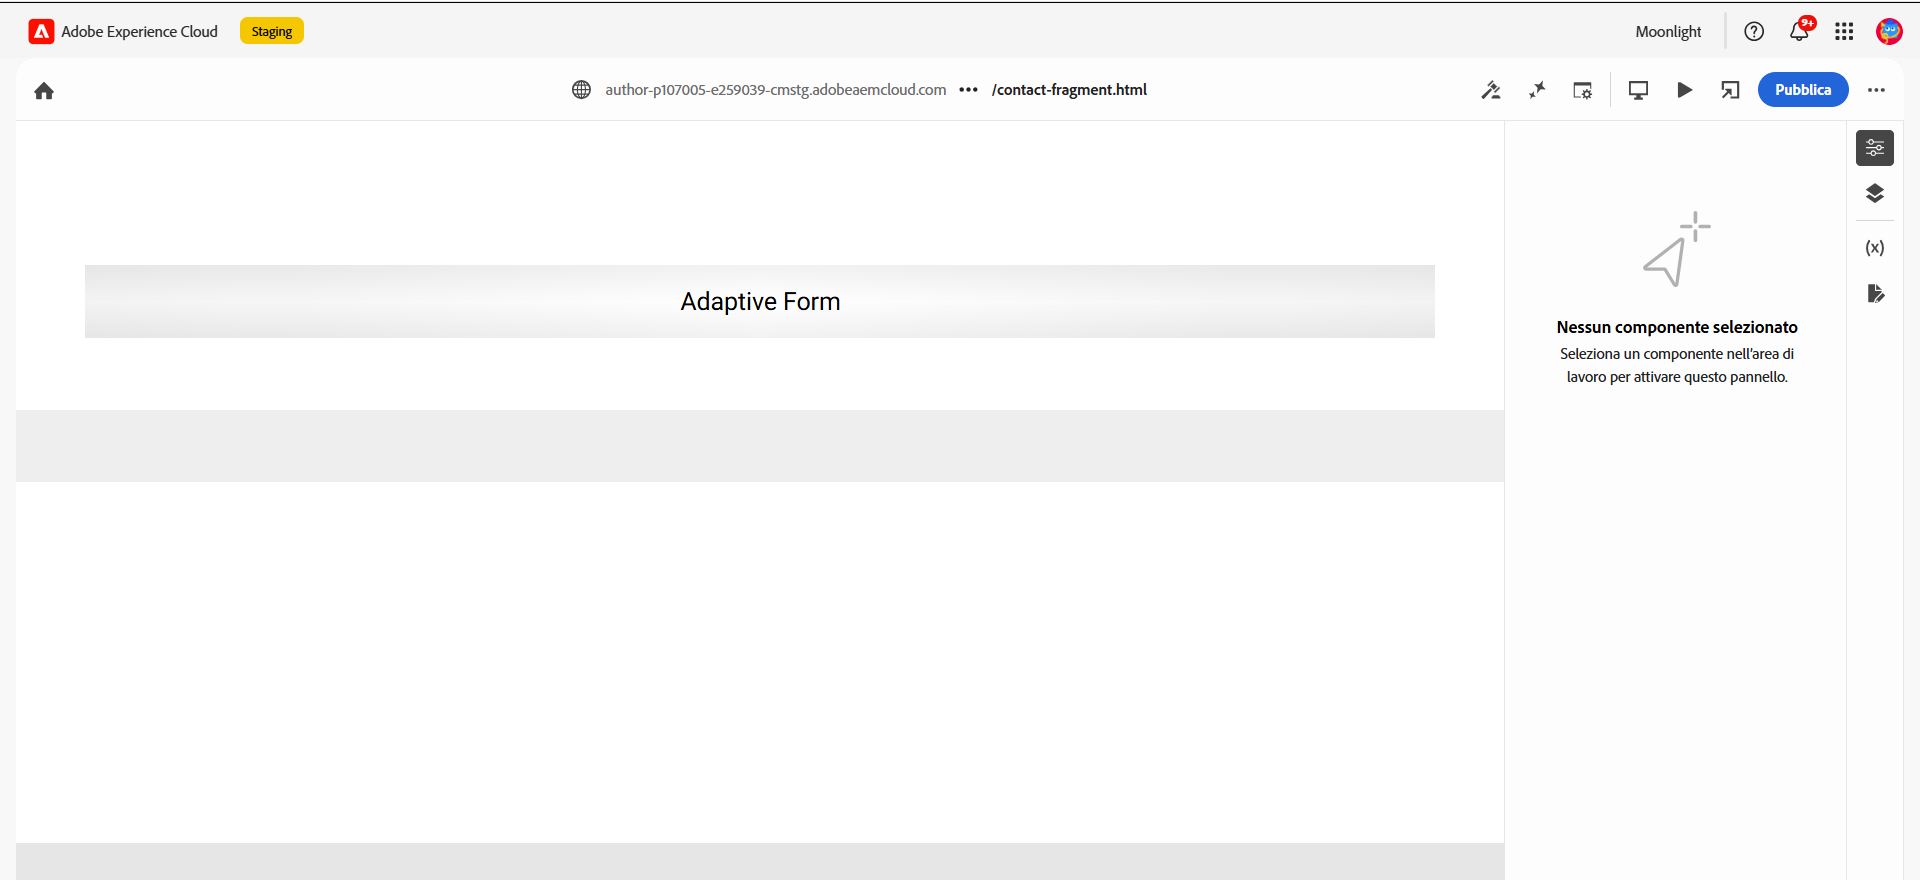 Adobe Experience Cloud
Staging
Moonlight
9+
author-p107005-e259039-cmstg.adobeaemcloud.com ••• /contact-fragment.html
Pubblica
Adaptive Form
(x)
Nessun componente selezionato
Seleziona un componente nell'area di
lavoro per attivare questo pannello.